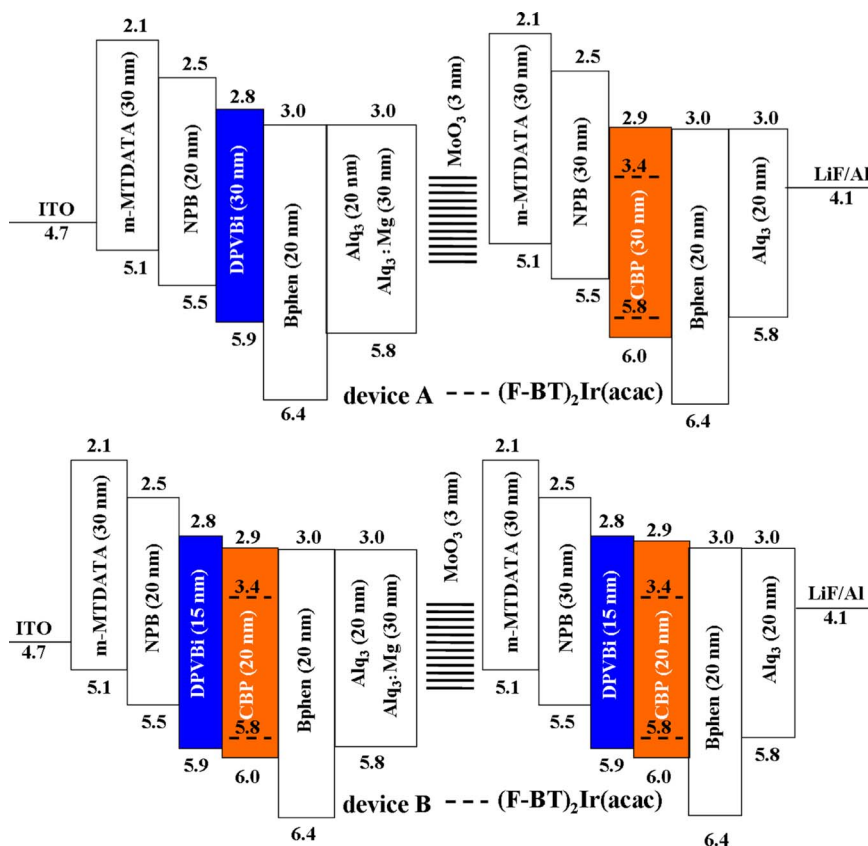 2.1
2.5
2.8
3.0
3.0
m-MTDATA (30 nm)
NPB (20 nm)
DPVBi (30 nm)
Bphen (20 nm)
Alq₃ (20 nm)
Alq₃:Mg (30 nm)
ITO
4.7
5.1
5.5
5.9
6.4
5.8
MoO₃ (3 nm)
2.1
2.5
2.9
3.0
3.0
3.4
m-MTDATA (30 nm)
NPB (30 nm)
CBP (30 nm)
Bphen (20 nm)
Alq₃ (20 nm)
LiF/Al
4.1
5.1
5.5
5.8
6.0
6.4
5.8
device A --- (F-BT)₂Ir(acac)
2.1
2.5
2.8
2.9
3.0
3.0
3.4
m-MTDATA (30 nm)
NPB (20 nm)
DPVBi (15 nm)
CBP (20 nm)
Bphen (20 nm)
Alq₃ (20 nm)
Alq₃:Mg (30 nm)
ITO
4.7
5.1
5.5
5.9
5.8
6.0
6.4
5.8
MoO₃ (3 nm)
2.1
2.5
2.8
2.9
3.0
3.0
3.4
m-MTDATA (30 nm)
NPB (30 nm)
DPVBi (15 nm)
CBP (20 nm)
Bphen (20 nm)
Alq₃ (20 nm)
LiF/Al
4.1
5.1
5.5
5.9
5.8
6.0
6.4
5.8
device B --- (F-BT)₂Ir(acac)